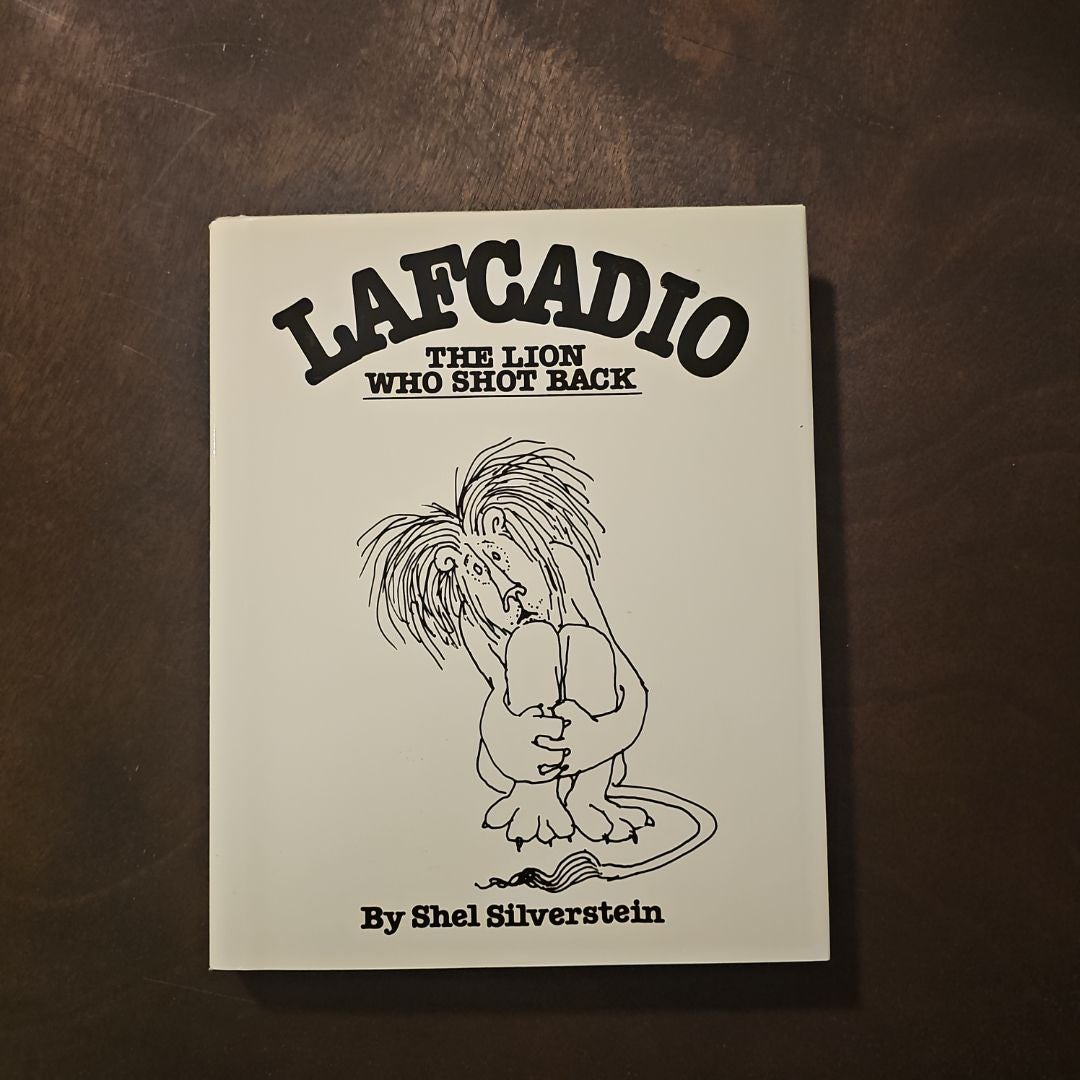 LAFCADIO
THE LION
WHO SHOT BACK
By Shel Silverstein